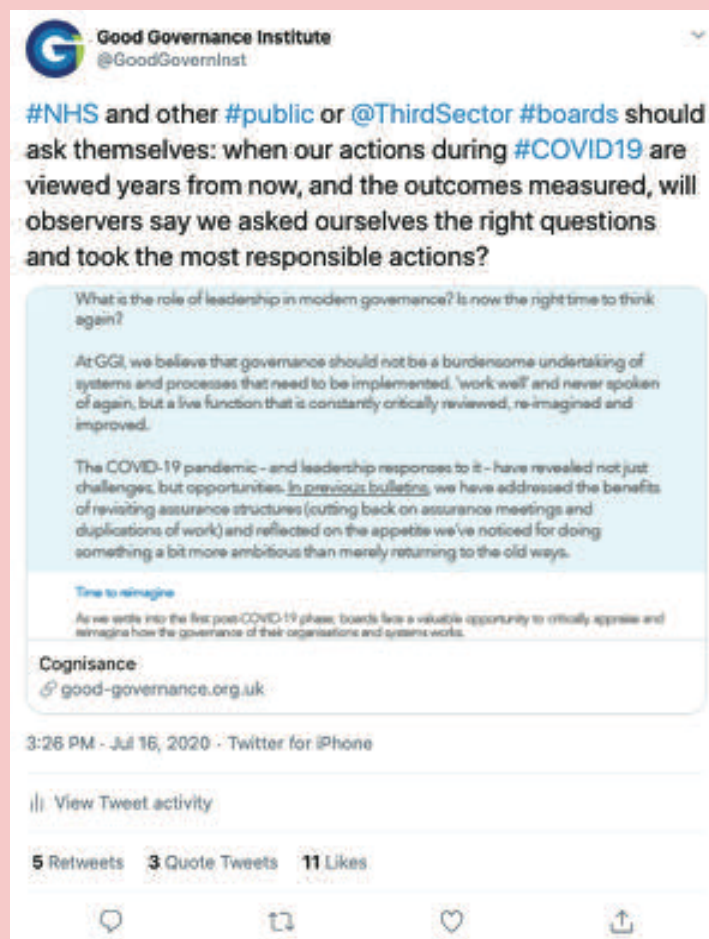 Good Governance Institute
@GoodGovernInst
#NHS and other #public or @ThirdSector #boards should
ask themselves: when our actions during #COVID19 are
viewed years from now, and the outcomes measured, will
observers say we asked ourselves the right questions
and took the most responsible actions?
What is the role of leadership in modern governance? Is now the right time to think
again?
At GGI, we believe that governance should not be a burdensome undertaking of
systems and processes that need to be implemented, 'work well' and never spoken
of again, but a live function that is constantly critically reviewed, re-imagined and
improved.
The COVID-19 pandemic - and leadership responses to it - have revealed not just
challenges, but opportunities. In previous bulletins, we have addressed the benefits
of revisiting assurance structures (cutting back on assurance meetings and
duplications of work) and reflected on the appetite we've noticed for doing
something a bit more ambitious than merely returning to the old ways.
Time to reimagine
As we settle into the first post-COVID-19 phase, boards face a valuable opportunity to critically appraise and
reimagine how the governance of their organisations and systems works.
Cognisance
good-governance.org.uk
3:26 PM - Jul 16, 2020 · Twitter for iPhone
View Tweet activity
5 Retweets 3 Quote Tweets 11 Likes